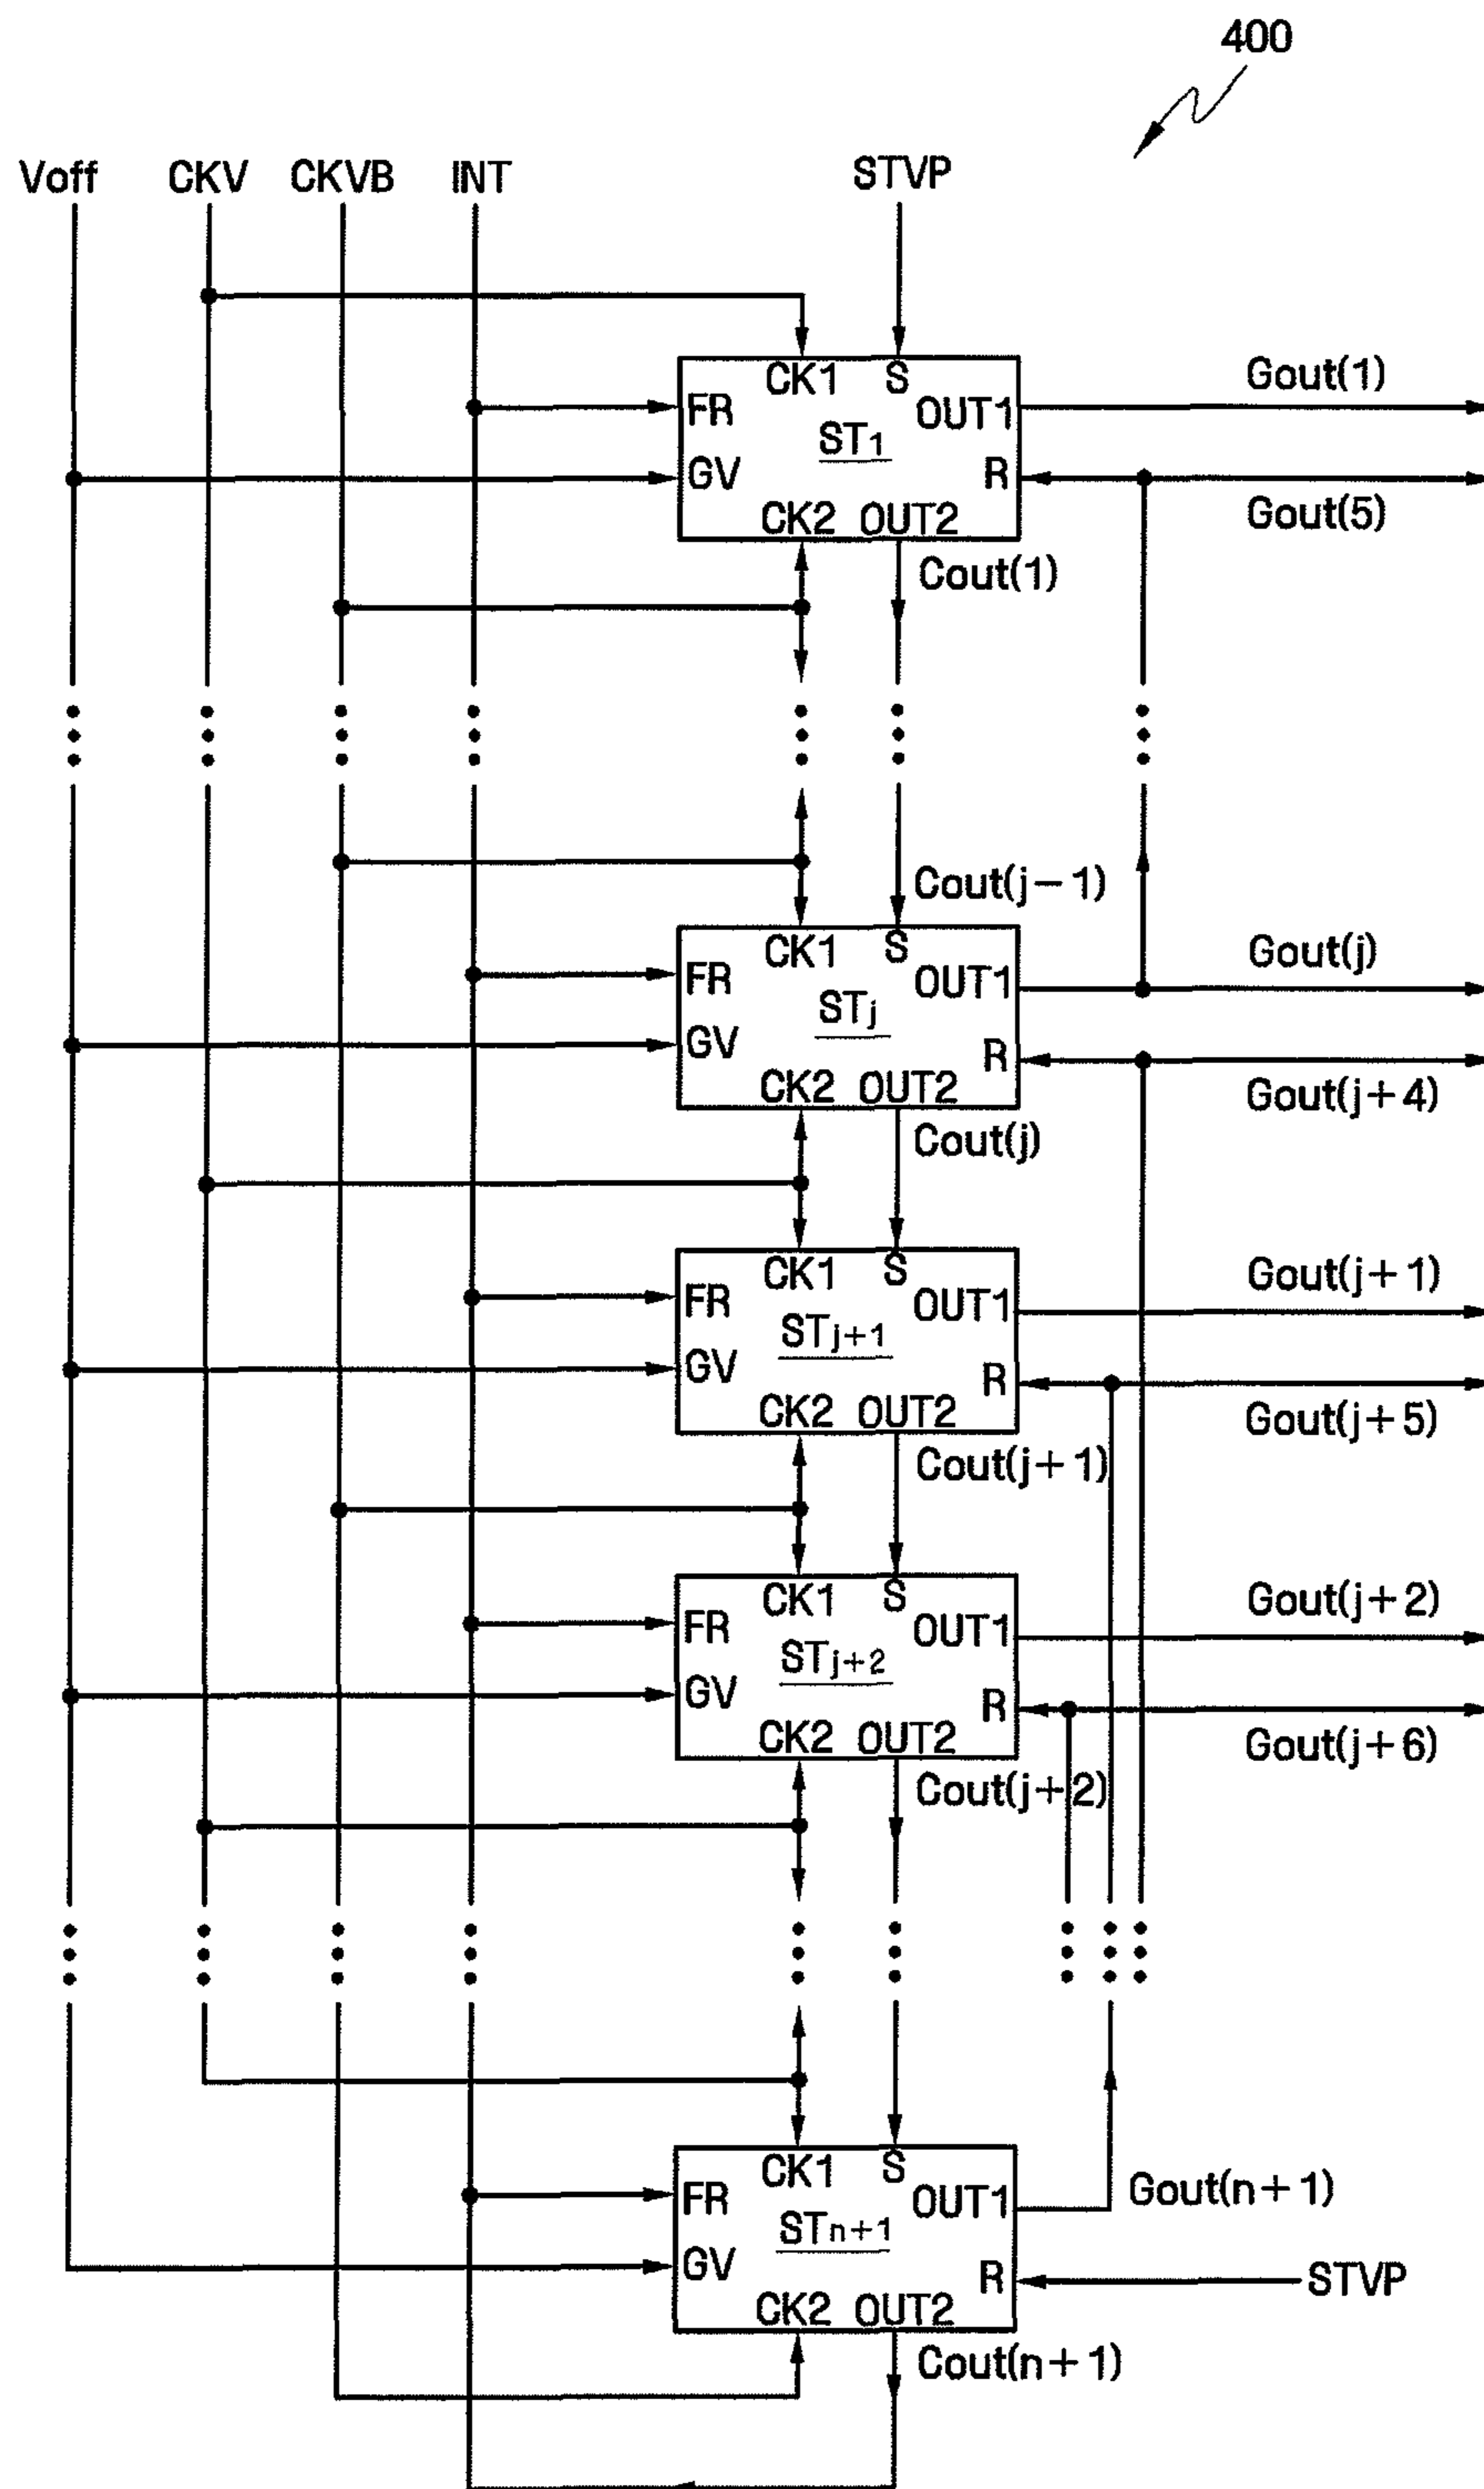 400
Voff CKV CKVB INT STVP
CK1 S
FR OUT1 Gout(1)
ST1
GV R Gout(5)
CK2 OUT2
Cout(1)
Cout(j-1)
CK1 S
FR OUT1 Gout(j)
STj
GV R Gout(j+4)
CK2 OUT2
Cout(j)
CK1 S
FR OUT1 Gout(j+1)
STj+1
GV R Gout(j+5)
CK2 OUT2
Cout(j+1)
CK1 S
FR OUT1 Gout(j+2)
STj+2
GV R Gout(j+6)
CK2 OUT2
Cout(j+2)
CK1 S
FR OUT1 Gout(n+1)
STn+1
GV R STVP
CK2 OUT2
Cout(n+1)